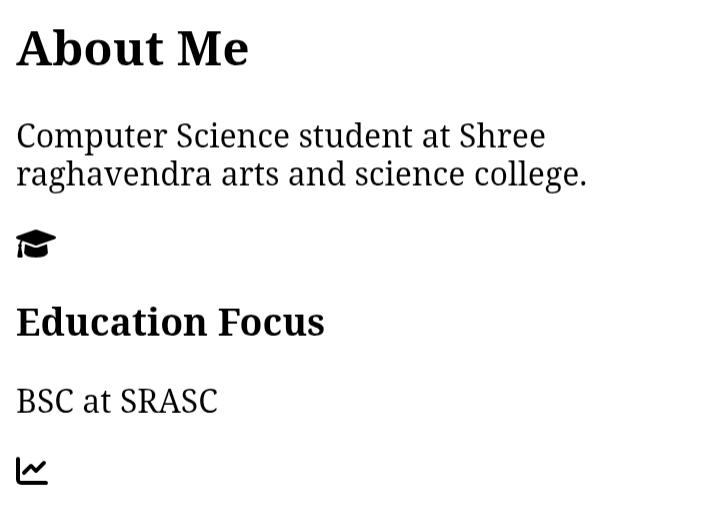 About Me
Computer Science student at Shree
raghavendra arts and science college.
Education Focus
BSC at SRASC